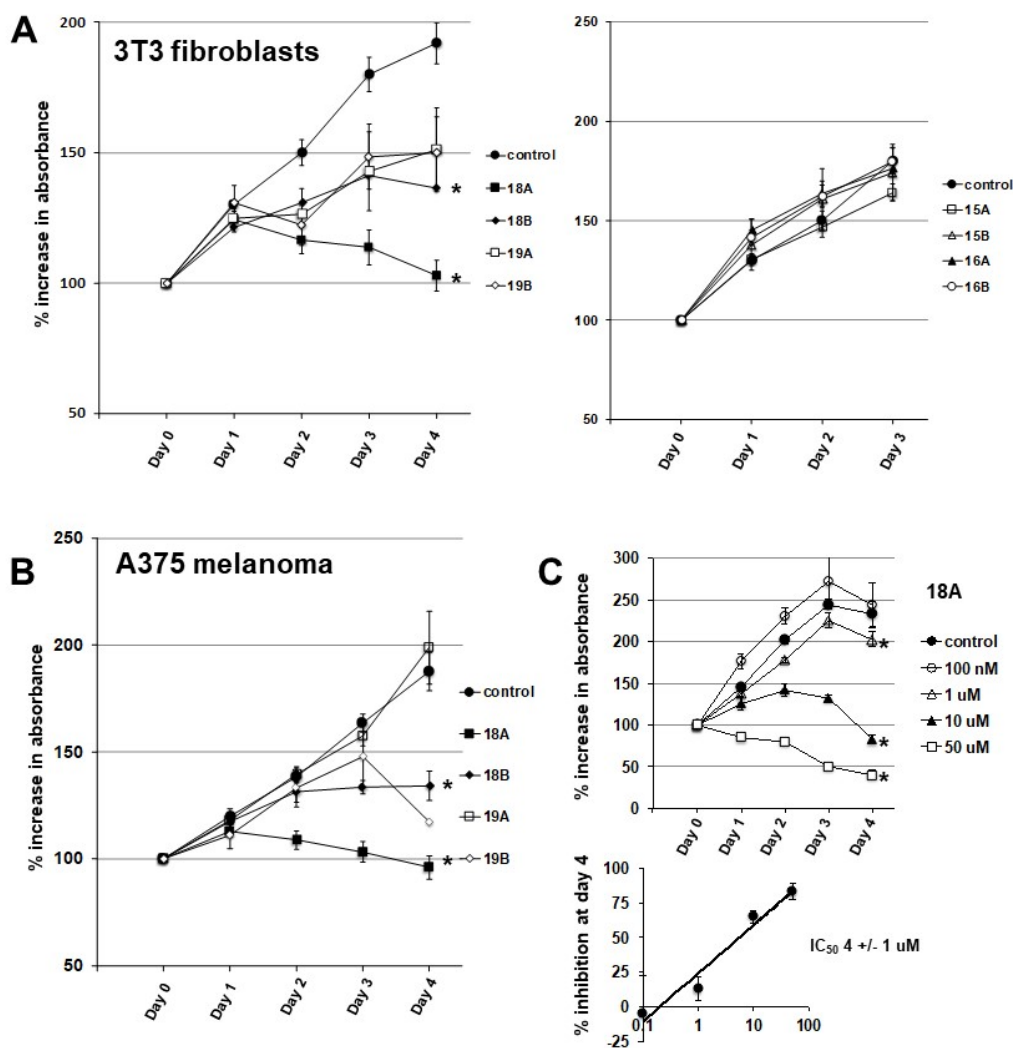 A
3T3 fibroblasts
% increase in absorbance
200
150
100
50
Day 0
Day 1
Day 2
Day 3
Day 4
*
*
control
18A
18B
19A
19B
250
200
150
100
50
Day 0
Day 1
Day 2
Day 3
control
15A
15B
16A
16B
B
A375 melanoma
% increase in absorbance
250
200
150
100
50
Day 0
Day 1
Day 2
Day 3
Day 4
*
*
control
18A
18B
19A
19B
C
18A
% increase in absorbance
300
250
200
150
100
50
0
Day 0
Day 1
Day 2
Day 3
Day 4
*
*
*
control
100 nM
1 uM
10 uM
50 uM
% inhibition at day 4
100
75
50
25
0
-25
0.1
1
10
100
IC50 4 +/- 1 uM